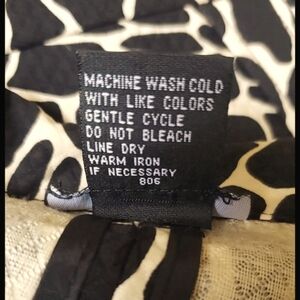 MACHINE WASH COLD
WITH LIKE COLORS
GENTLE CYCLE
DO NOT BLEACH
LINE DRY
WARM IRON
IF NECESSARY
806